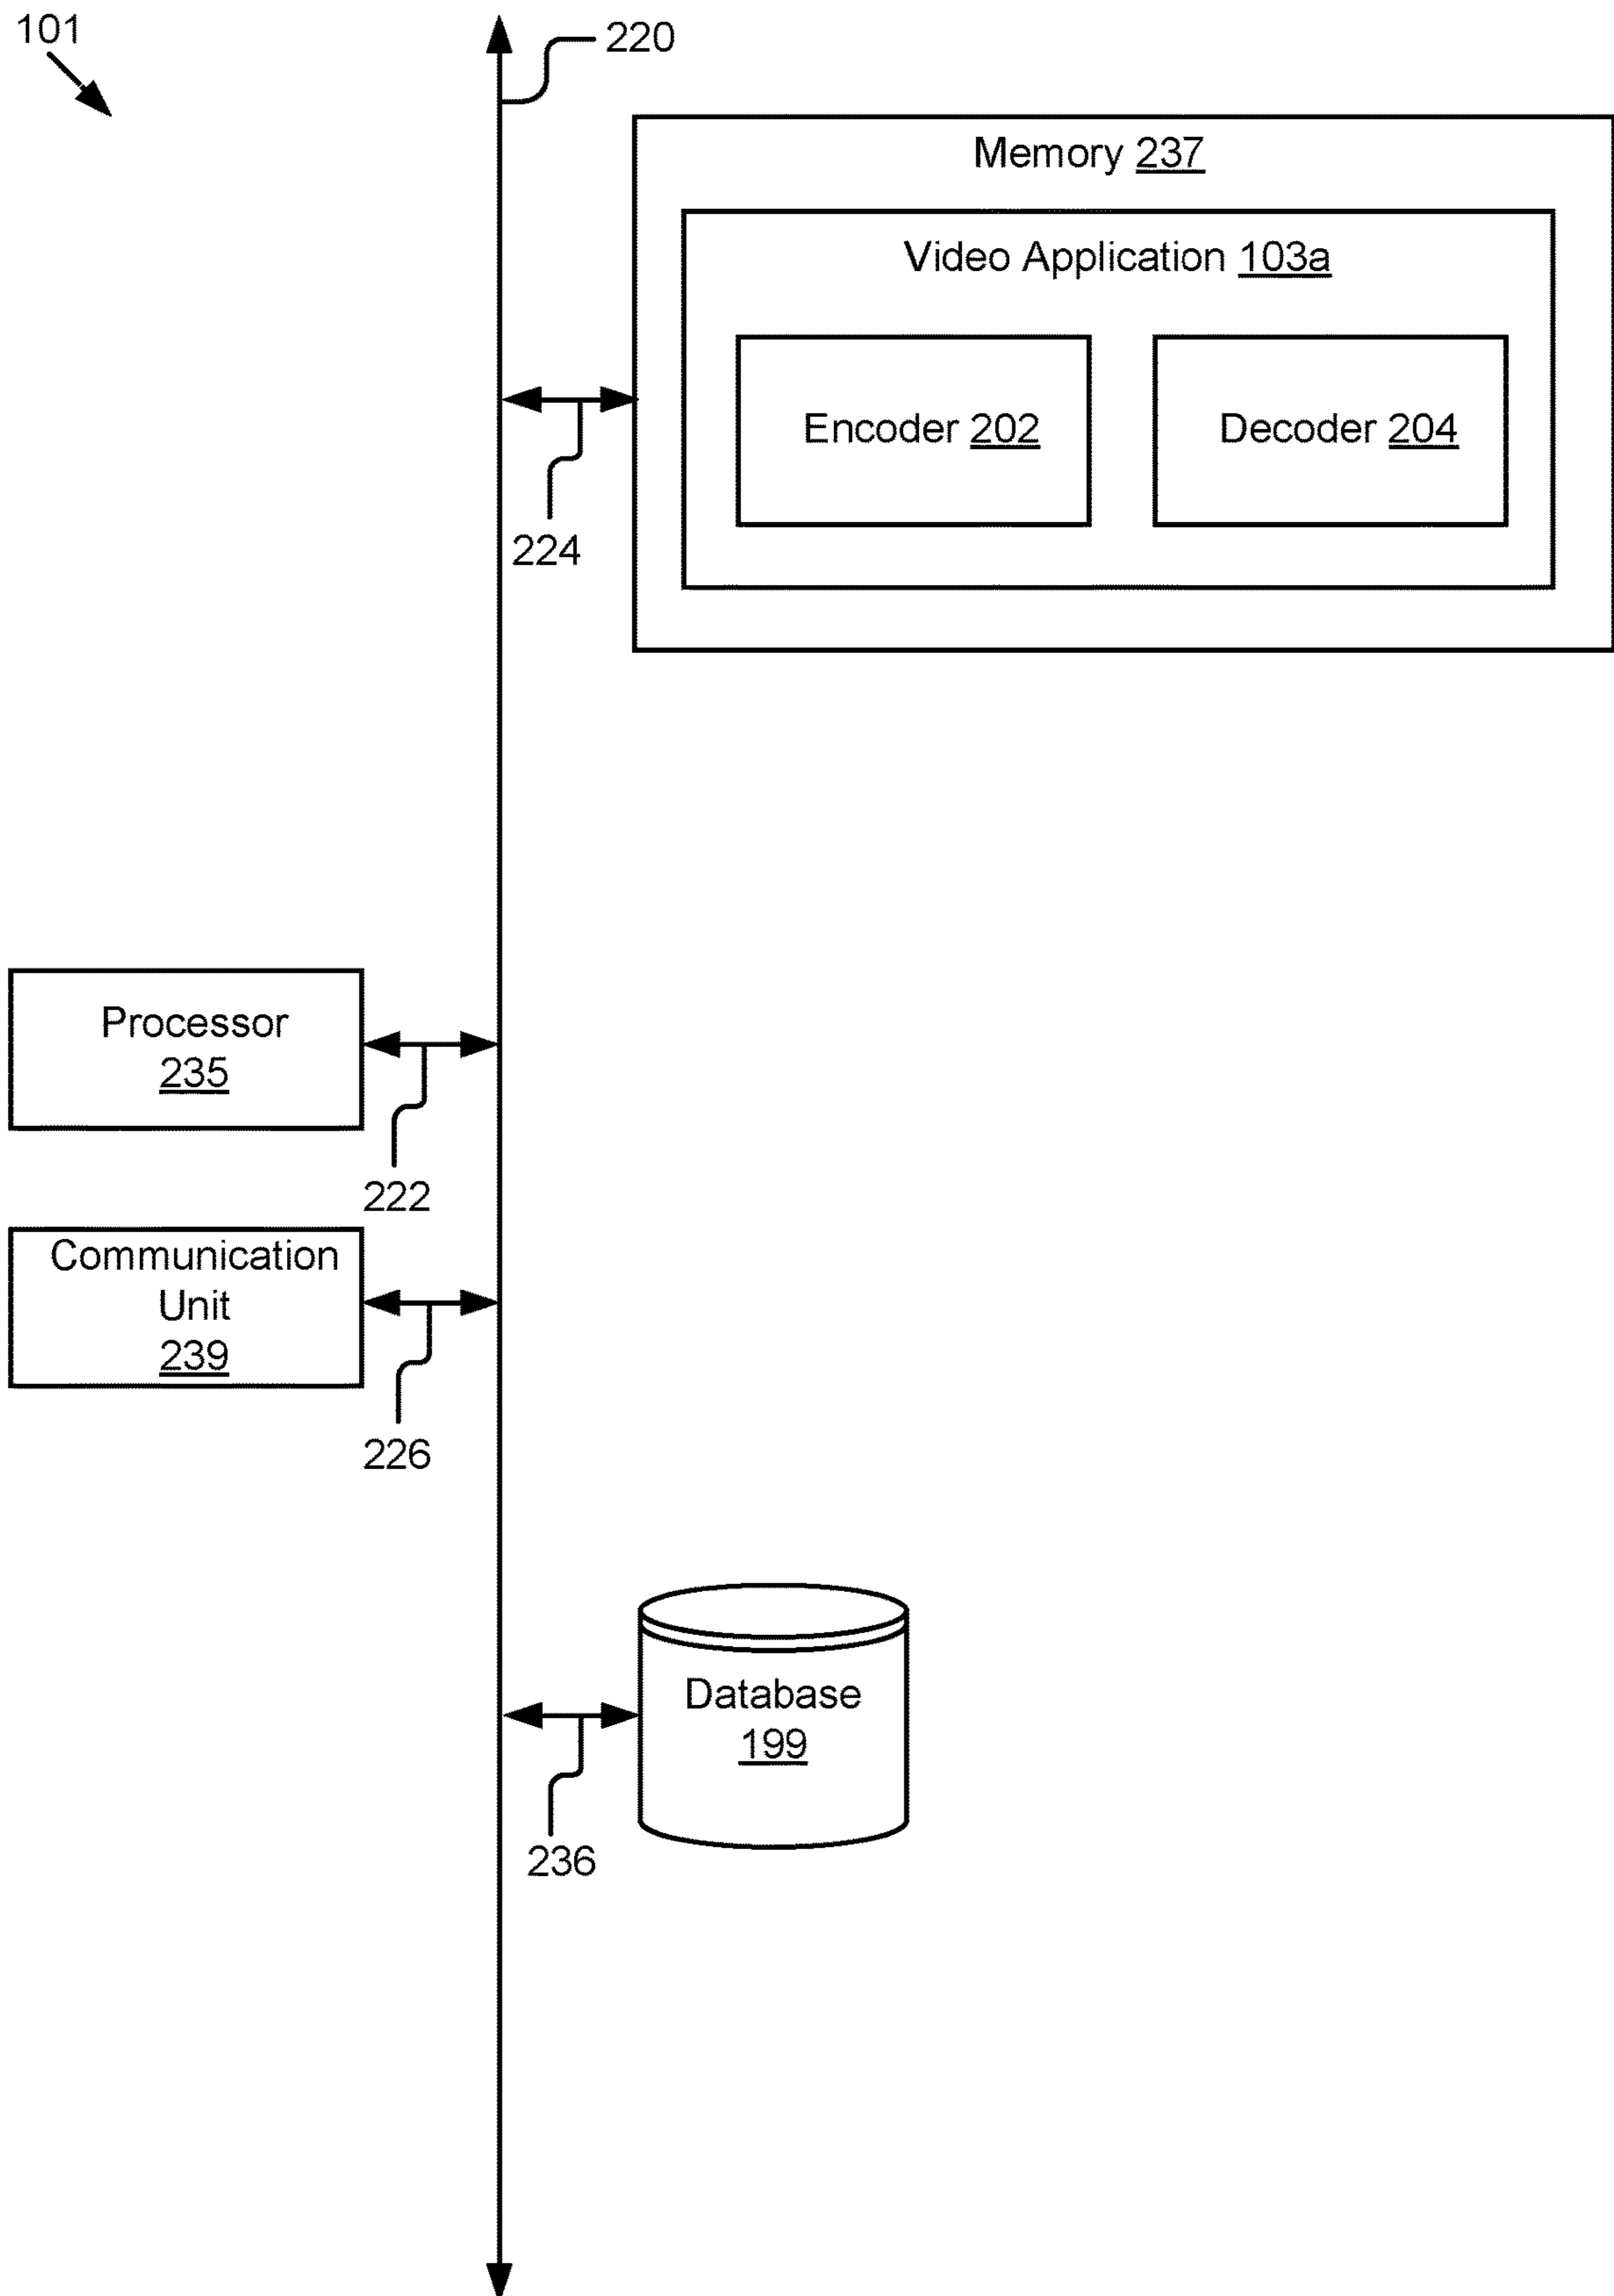 101
220
Memory 237
Video Application 103a
Encoder 202
Decoder 204
224
Processor
235
222
Communication
Unit
239
226
Database
199
236